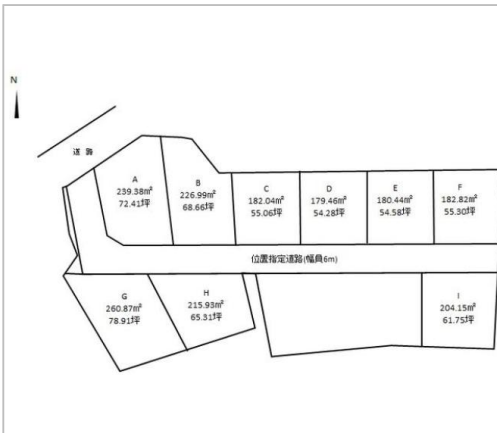 N
道 路
A
239.38m²
72.41坪
B
226.99m²
68.66坪
C
182.04m²
55.06坪
D
179.46m²
54.28坪
E
180.44m²
54.58坪
F
182.82m²
55.30坪
位置指定道路(幅員6m)
G
260.87m²
78.91坪
H
215.93m²
65.31坪
I
204.15m²
61.75坪